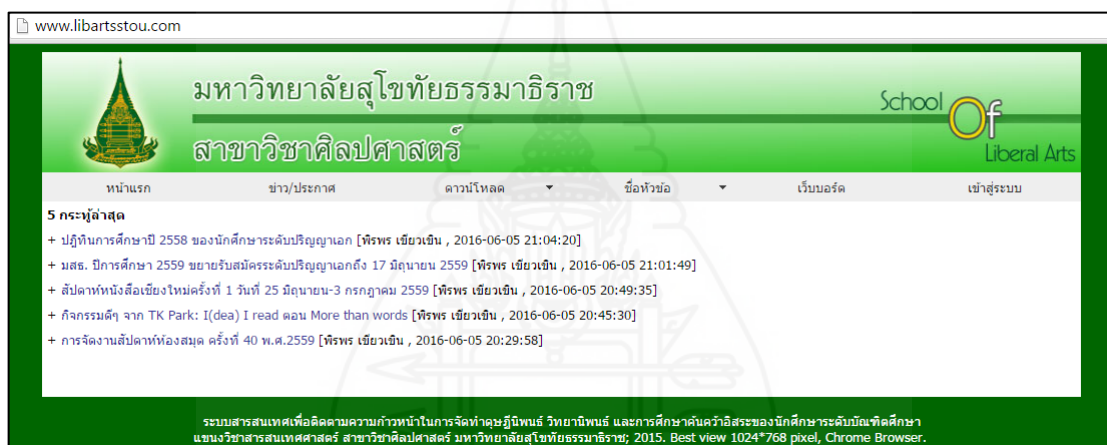 www.libartsstou.com
มหาวิทยาลัยสุโขทัยธรรมาธิราช
สาขาวิชาศิลปศาสตร์
School Of
Liberal Arts
หน้าแรก ข่าว/ประกาศ ดาวน์โหลด ชื่อหัวข้อ เว็บบอร์ด เข้าสู่ระบบ
5 กระทู้ล่าสุด
+ ปฏิทินการศึกษาปี 2558 ของนักศึกษาระดับปริญญาเอก [พิรพร เขียวเขิน , 2016-06-05 21:04:20]
+ มสธ. ปีการศึกษา 2559 ขยายรับสมัครระดับปริญญาเอกถึง 17 มิถุนายน 2559 [พิรพร เขียวเขิน , 2016-06-05 21:01:49]
+ สัปดาห์หนังสือเชียงใหม่ครั้งที่ 1 วันที่ 25 มิถุนายน-3 กรกฎาคม 2559 [พิรพร เขียวเขิน , 2016-06-05 20:49:35]
+ กิจกรรมดีๆ จาก TK Park: I(dea) I read ตอน More than words [พิรพร เขียวเขิน , 2016-06-05 20:45:30]
+ การจัดงานสัปดาห์ห้องสมุด ครั้งที่ 40 พ.ศ.2559 [พิรพร เขียวเขิน , 2016-06-05 20:29:58]
ระบบสารสนเทศเพื่อติดตามความก้าวหน้าในการจัดทำดุษฎีนิพนธ์ วิทยานิพนธ์ และการศึกษาค้นคว้าอิสระของนักศึกษาระดับบัณฑิตศึกษา
แขนงวิชาสารสนเทศศาสตร์ สาขาวิชาศิลปศาสตร์ มหาวิทยาลัยสุโขทัยธรรมาธิราช; 2015. Best view 1024*768 pixel, Chrome Browser.